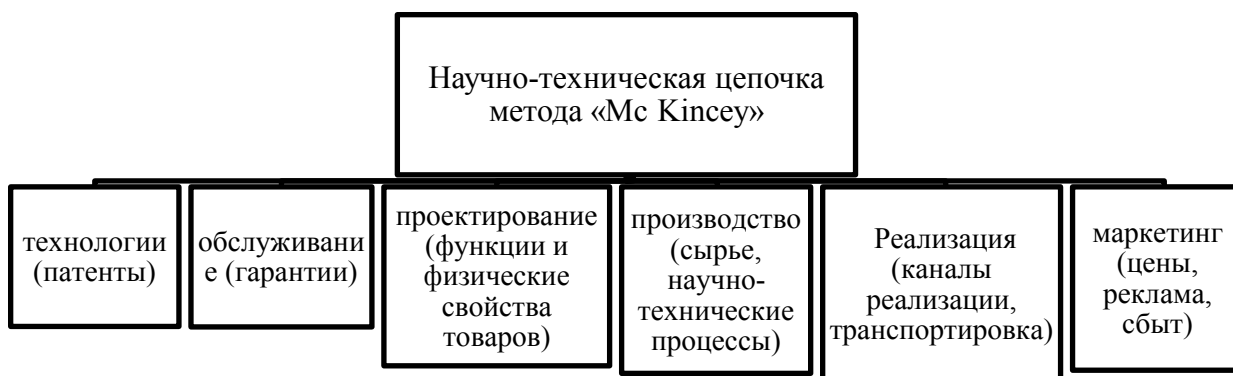 Научно-техническая цепочка
метода «Mc Kincey»
технологии
(патенты)
обслуживани
е (гарантии)
проектирование
(функции и
физические
свойства
товаров)
производство
(сырье,
научно-
технические
процессы)
Реализация
(каналы
реализации,
транспортировка)
маркетинг
(цены,
реклама,
сбыт)